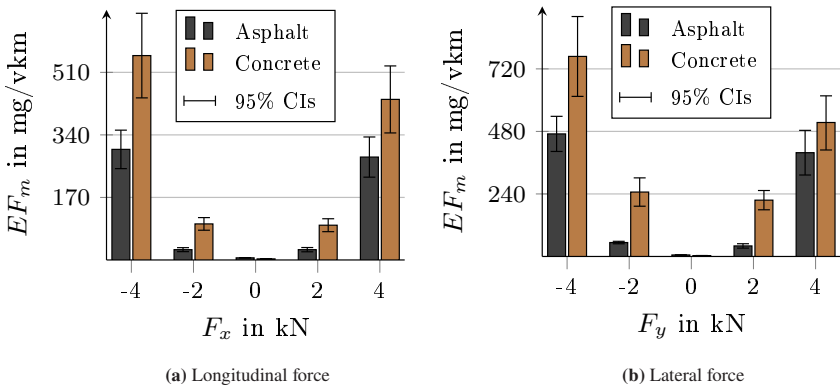 Asphalt
Concrete
95% CIs
EF_m in mg/vkm
510
340
170
-4 -2 0 2 4
F_x in kN
(a) Longitudinal force
Asphalt
Concrete
95% CIs
EF_m in mg/vkm
720
480
240
-4 -2 0 2 4
F_y in kN
(b) Lateral force